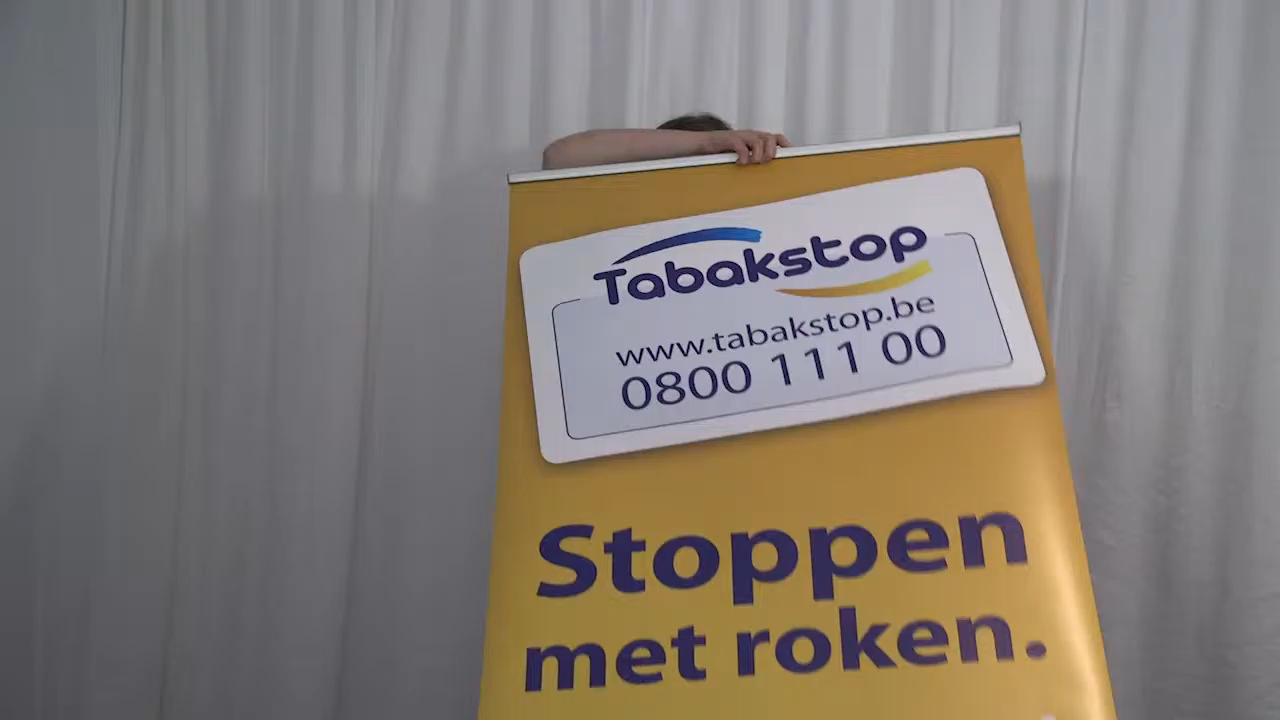 Tabakstop
www.tabakstop.be
0800 111 00
Stoppen
met roken.